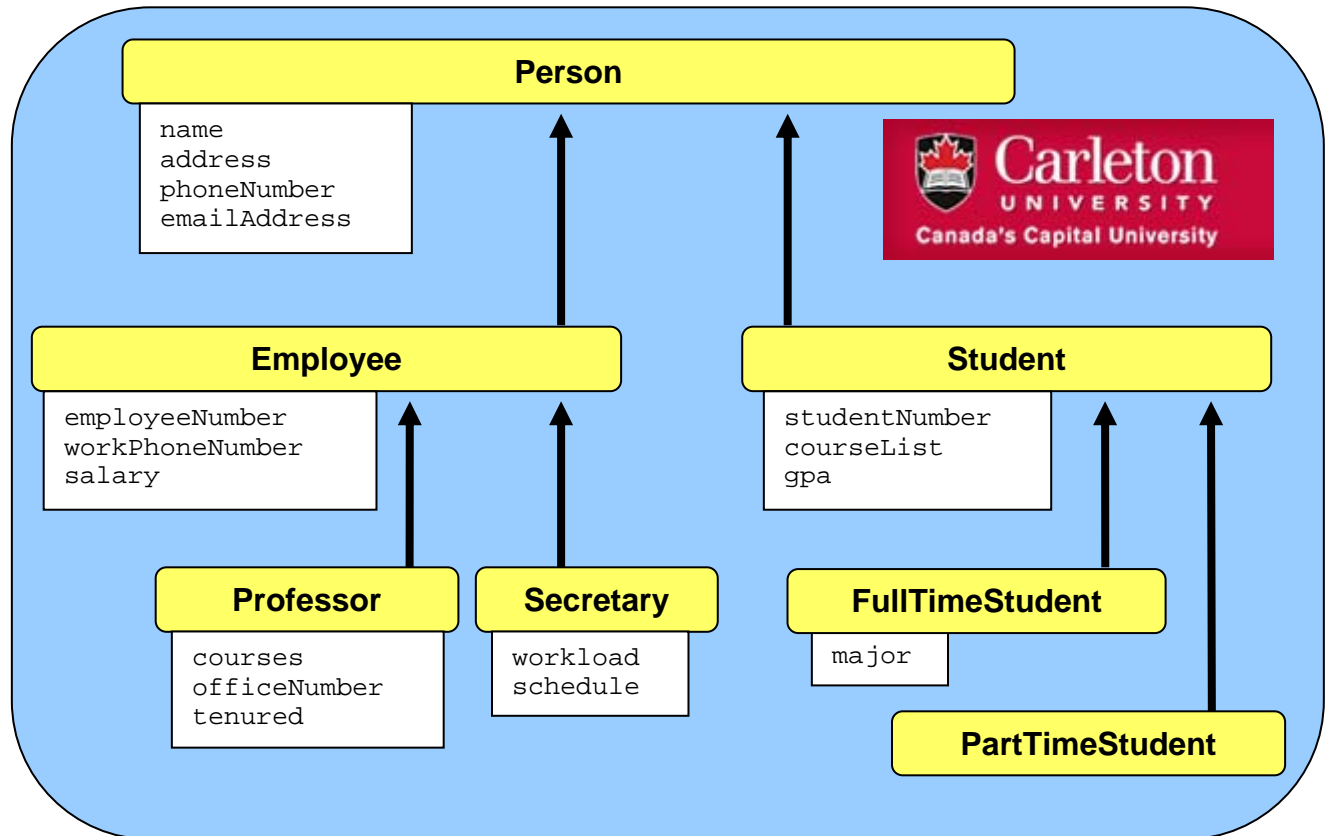 Person
name
address
phoneNumber
emailAddress
Carleton
UNIVERSITY
Canada's Capital University
Employee
employeeNumber
workPhoneNumber
salary
Student
studentNumber
courseList
gpa
Professor
courses
officeNumber
tenured
Secretary
workload
schedule
FullTimeStudent
major
PartTimeStudent